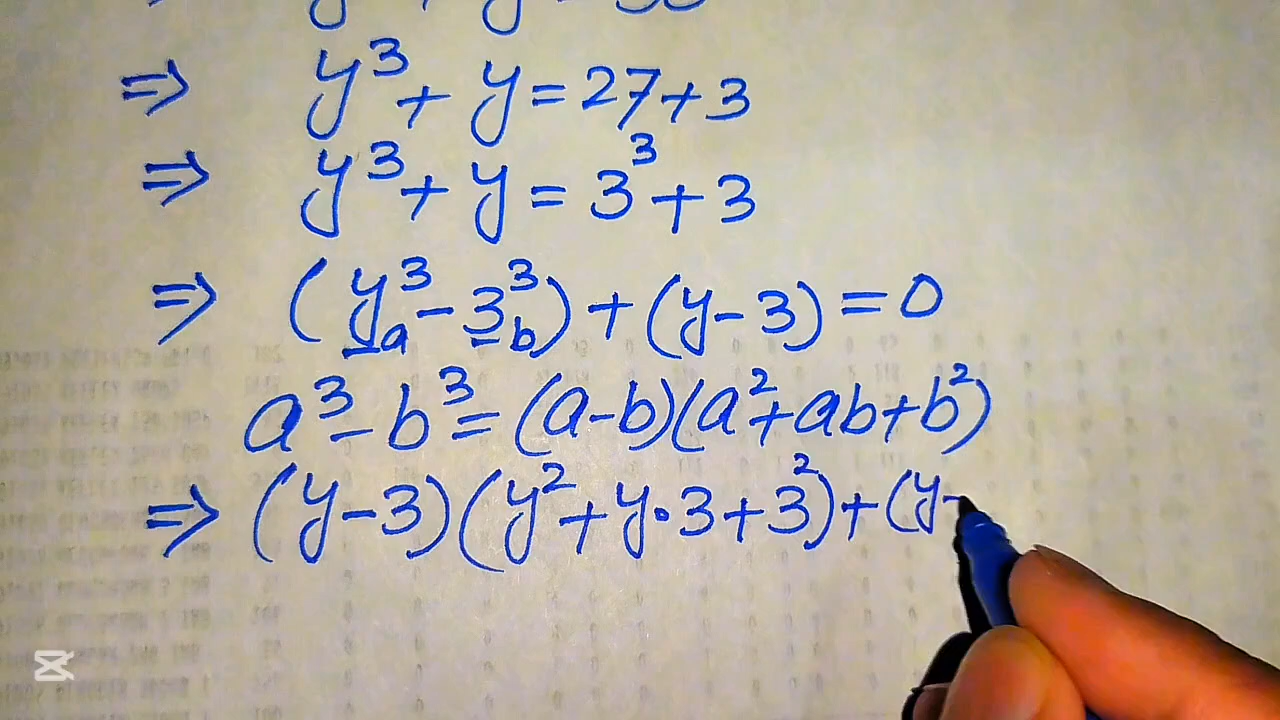 ⇒ y³ + y = 27 + 3
⇒ y³ + y = 3³ + 3
⇒ (y³ - 3³) + (y - 3) = 0
a b
a³ - b³ = (a - b)(a² + ab + b²)
⇒ (y - 3)(y² + y · 3 + 3²) + (y -